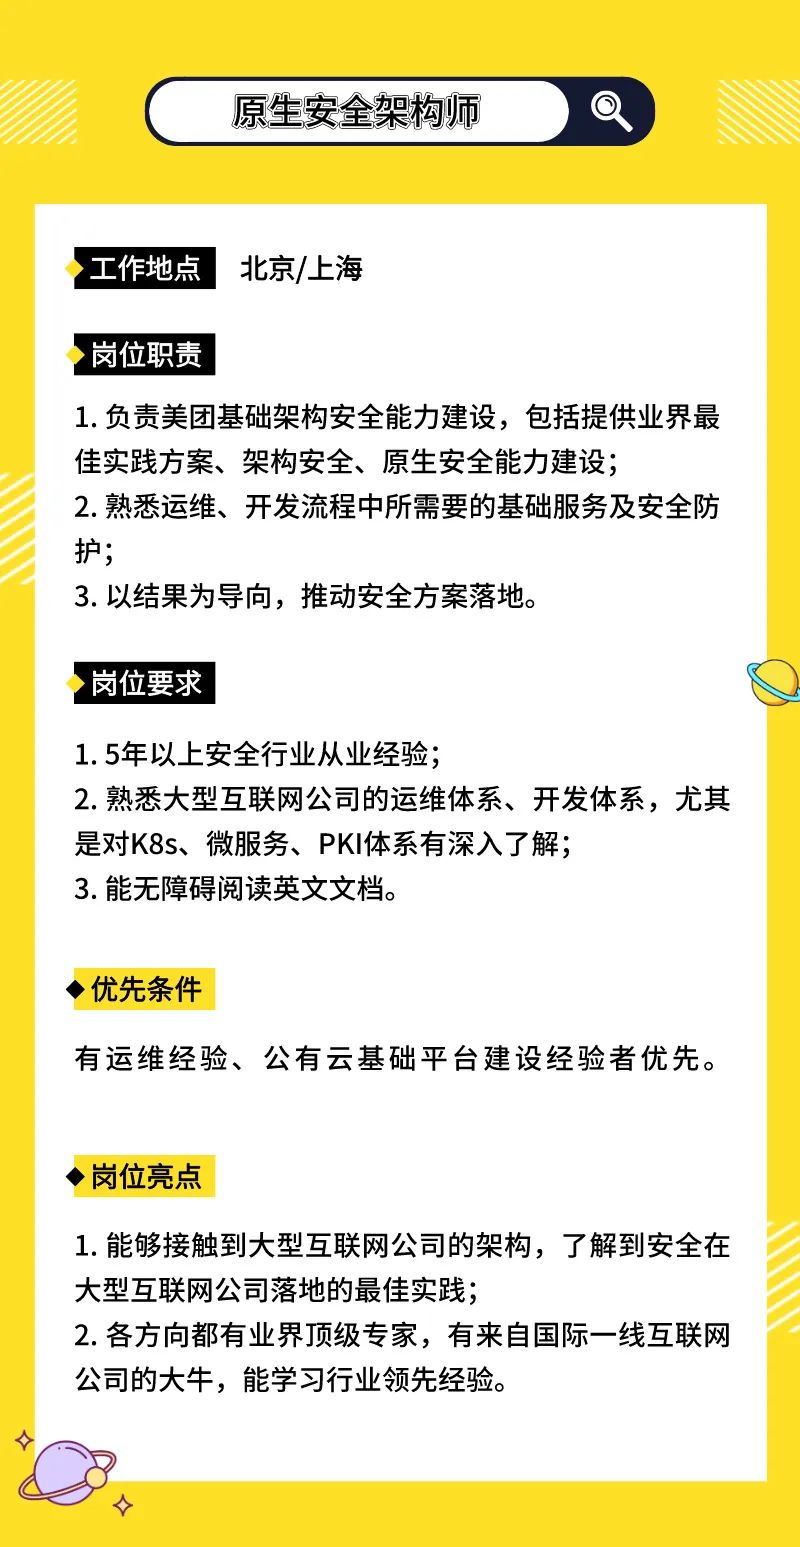 原生安全架构师
工作地点 北京/上海
岗位职责
1. 负责美团基础架构安全能力建设，包括提供业界最
佳实践方案、架构安全、原生安全能力建设；
2. 熟悉运维、开发流程中所需要的基础服务及安全防
护；
3. 以结果为导向，推动安全方案落地。
岗位要求
1. 5年以上安全行业从业经验；
2. 熟悉大型互联网公司的运维体系、开发体系，尤其
是对K8s、微服务、PKI体系有深入了解；
3. 能无障碍阅读英文文档。
优先条件
有运维经验、公有云基础平台建设经验者优先。
岗位亮点
1. 能够接触到大型互联网公司的架构，了解到安全在
大型互联网公司落地的最佳实践；
2. 各方向都有业界顶级专家，有来自国际一线互联网
公司的大牛，能学习行业领先经验。